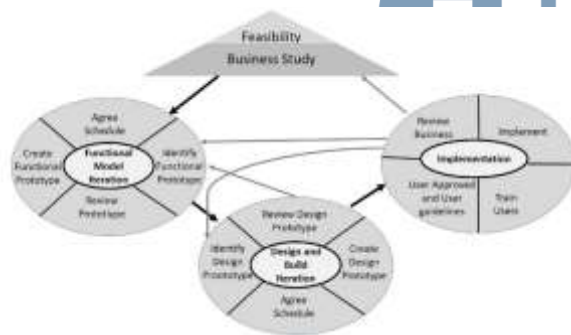 Feasibility
Business Study
Agree
Schedule
Create
Functional
Prototype
Functional
Model
Iteration
Identify
Functional
Prototype
Review
Prototype
Review
Business
Implement
Implementation
User Approved
and User
guidelines
Train
Users
Review Design
Prototype
Identify
Design
Design and
Build
Iteration
Create
Design
Prototype
Agree
Schedule